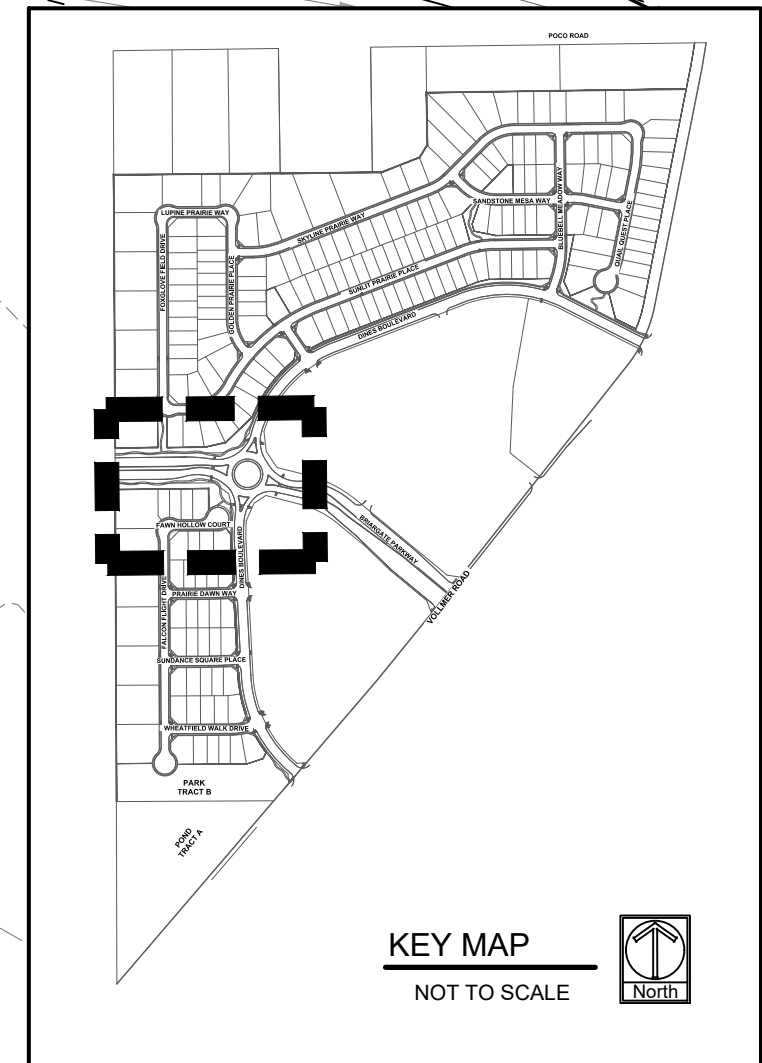 POCO ROAD
LUPINE PRAIRIE WAY
SKYLINE PRAIRIE WAY
SANDSTONE MESA WAY
BLUEBELL MEADOW WAY
QUAIL QUEST PLACE
FOXGLOVE FIELD DRIVE
GOLDEN PRAIRIE PLACE
SUNLIT PRAIRIE PLACE
DINES BOULEVARD
FAWN HOLLOW COURT
DINES BOULEVARD
BRIARGATE PARKWAY
VOLLMER ROAD
FALCON FLIGHT DRIVE
PRAIRIE DAWN WAY
SUNDANCE SQUARE PLACE
WHEATFIELD WALK DRIVE
PARK
TRACT B
POND
TRACT A
KEY MAP
NOT TO SCALE
North